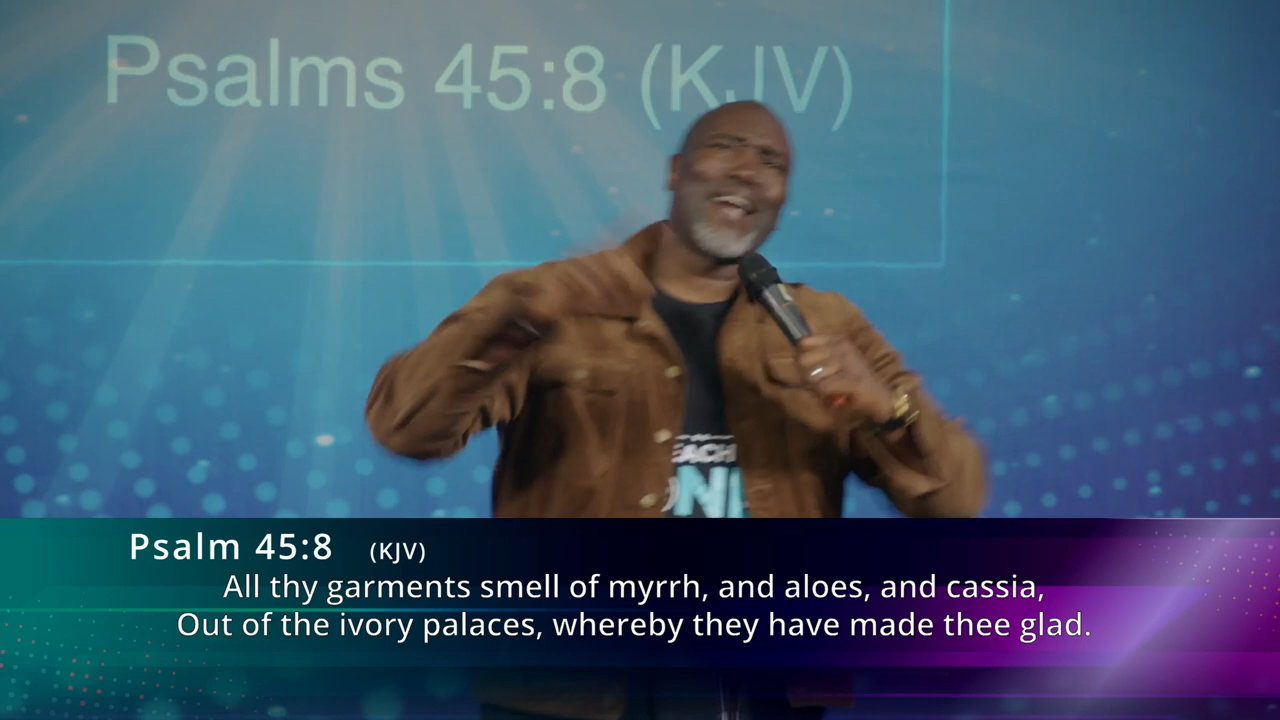 Psalms 45:8 (KJV)
EACH
Psalm 45:8 (KJV)
All thy garments smell of myrrh, and aloes, and cassia,
Out of the ivory palaces, whereby they have made thee glad.